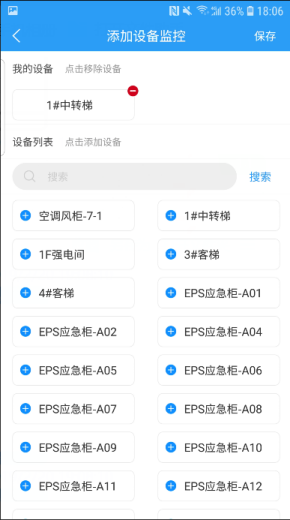 36% 18:06
添加设备监控 保存
我的设备 点击移除设备
1#中转梯
设备列表 点击添加设备
搜索 搜索
空调风柜-7-1 1#中转梯
1F强电间 3#客梯
4#客梯 EPS应急柜-A01
EPS应急柜-A02 EPS应急柜-A04
EPS应急柜-A05 EPS应急柜-A06
EPS应急柜-A07 EPS应急柜-A08
EPS应急柜-A09 EPS应急柜-A10
EPS应急柜-A11 EPS应急柜-A12